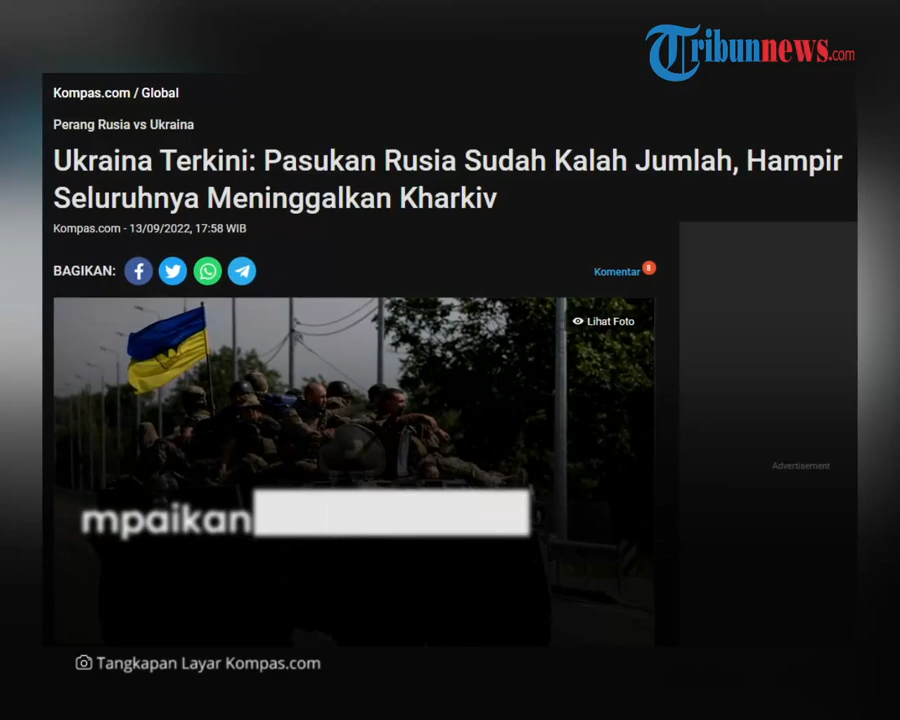 Tribunnews.com
Kompas.com / Global
Perang Rusia vs Ukraina
Ukraina Terkini: Pasukan Rusia Sudah Kalah Jumlah, Hampir
Seluruhnya Meninggalkan Kharkiv
Kompas.com - 13/09/2022, 17:58 WIB
BAGIKAN:
Komentar 8
Lihat Foto
Advertisement
mpaikan
Tangkapan Layar Kompas.com